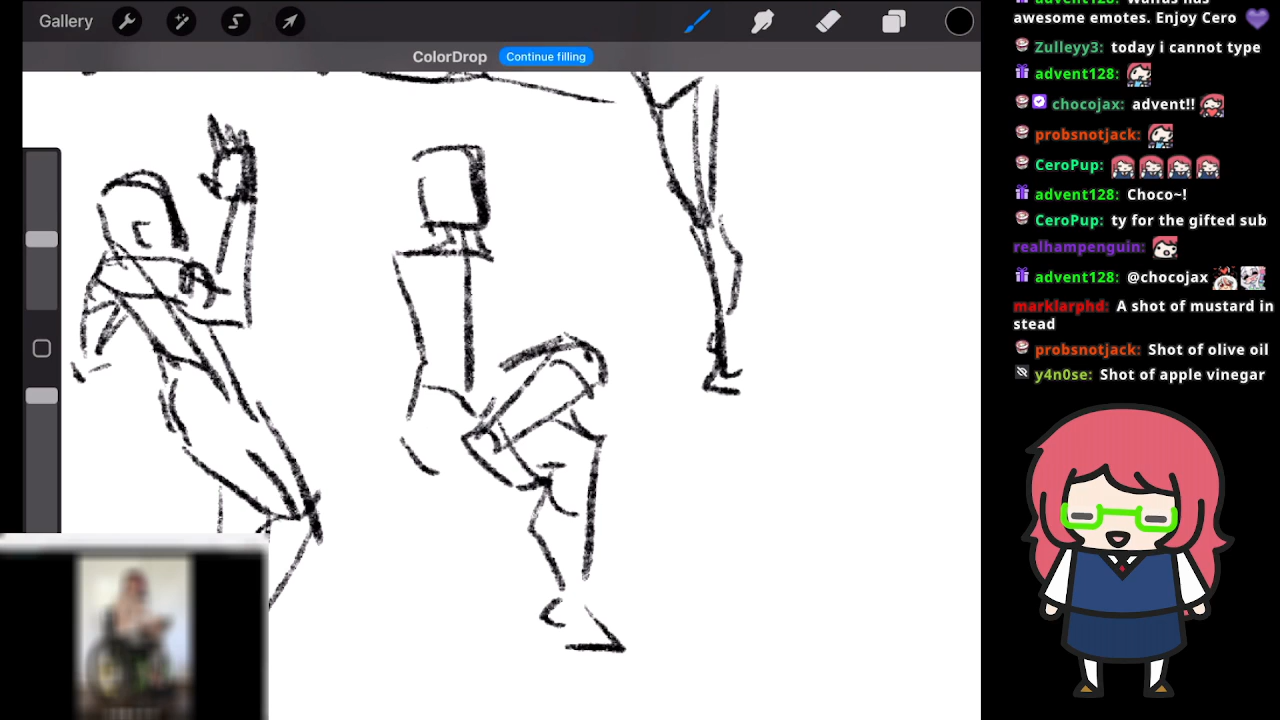 Gallery
ColorDrop Continue filling
awesome emotes. Enjoy Cero
Zulleyy3: today i cannot type
advent128:
chocojax: advent!!
probsnotjack:
CeroPup:
advent128: Choco~!
CeroPup: ty for the gifted sub
realhampenguin:
advent128: @chocojax
marklarphd: A shot of mustard in
stead
probsnotjack: Shot of olive oil
y4n0se: Shot of apple vinegar